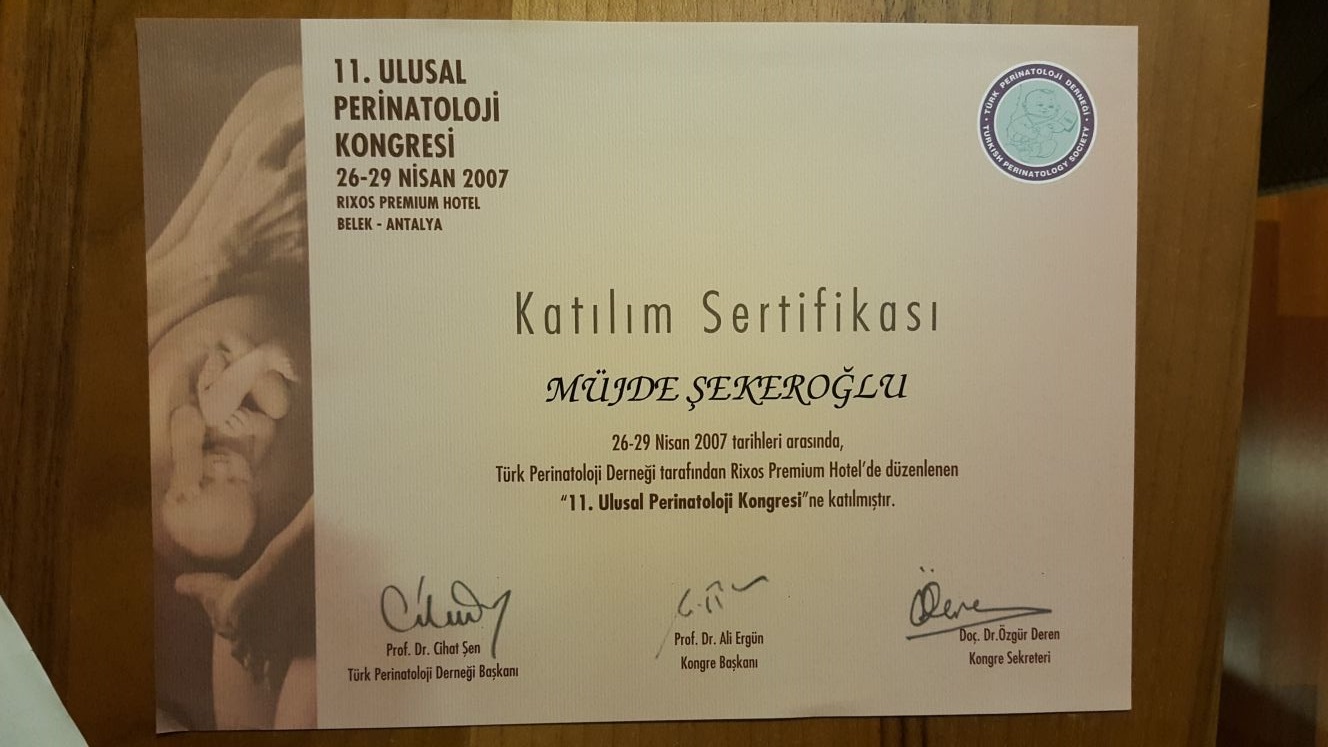 11. ULUSAL
PERİNATOLOJİ
KONGRESİ
26-29 NİSAN 2007
RIXOS PREMIUM HOTEL
BELEK - ANTALYA
TÜRK PERİNATOLOJİ DERNEĞİ
TURKISH PERINATOLOGY SOCIETY
Katılım Sertifikası
MÜJDE ŞEKEROĞLU
26-29 Nisan 2007 tarihleri arasında,
Türk Perinatoloji Derneği tarafından Rixos Premium Hotel'de düzenlenen
"11. Ulusal Perinatoloji Kongresi"ne katılmıştır.
Prof. Dr. Cihat Şen
Türk Perinatoloji Derneği Başkanı
Prof. Dr. Ali Ergün
Kongre Başkanı
Doç. Dr.Özgür Deren
Kongre Sekreteri